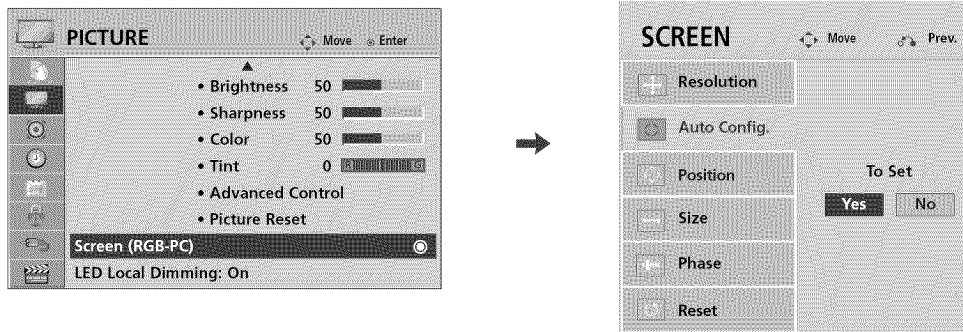 PICTURE
Move Enter
• Brightness 50
• Sharpness 50
• Color 50
• Tint 0 R G
• Advanced Control
• Picture Reset
Screen (RGB-PC)
LED Local Dimming: On
SCREEN
Move Prev.
Resolution
Auto Config.
Position
Size
Phase
Reset
To Set
Yes No